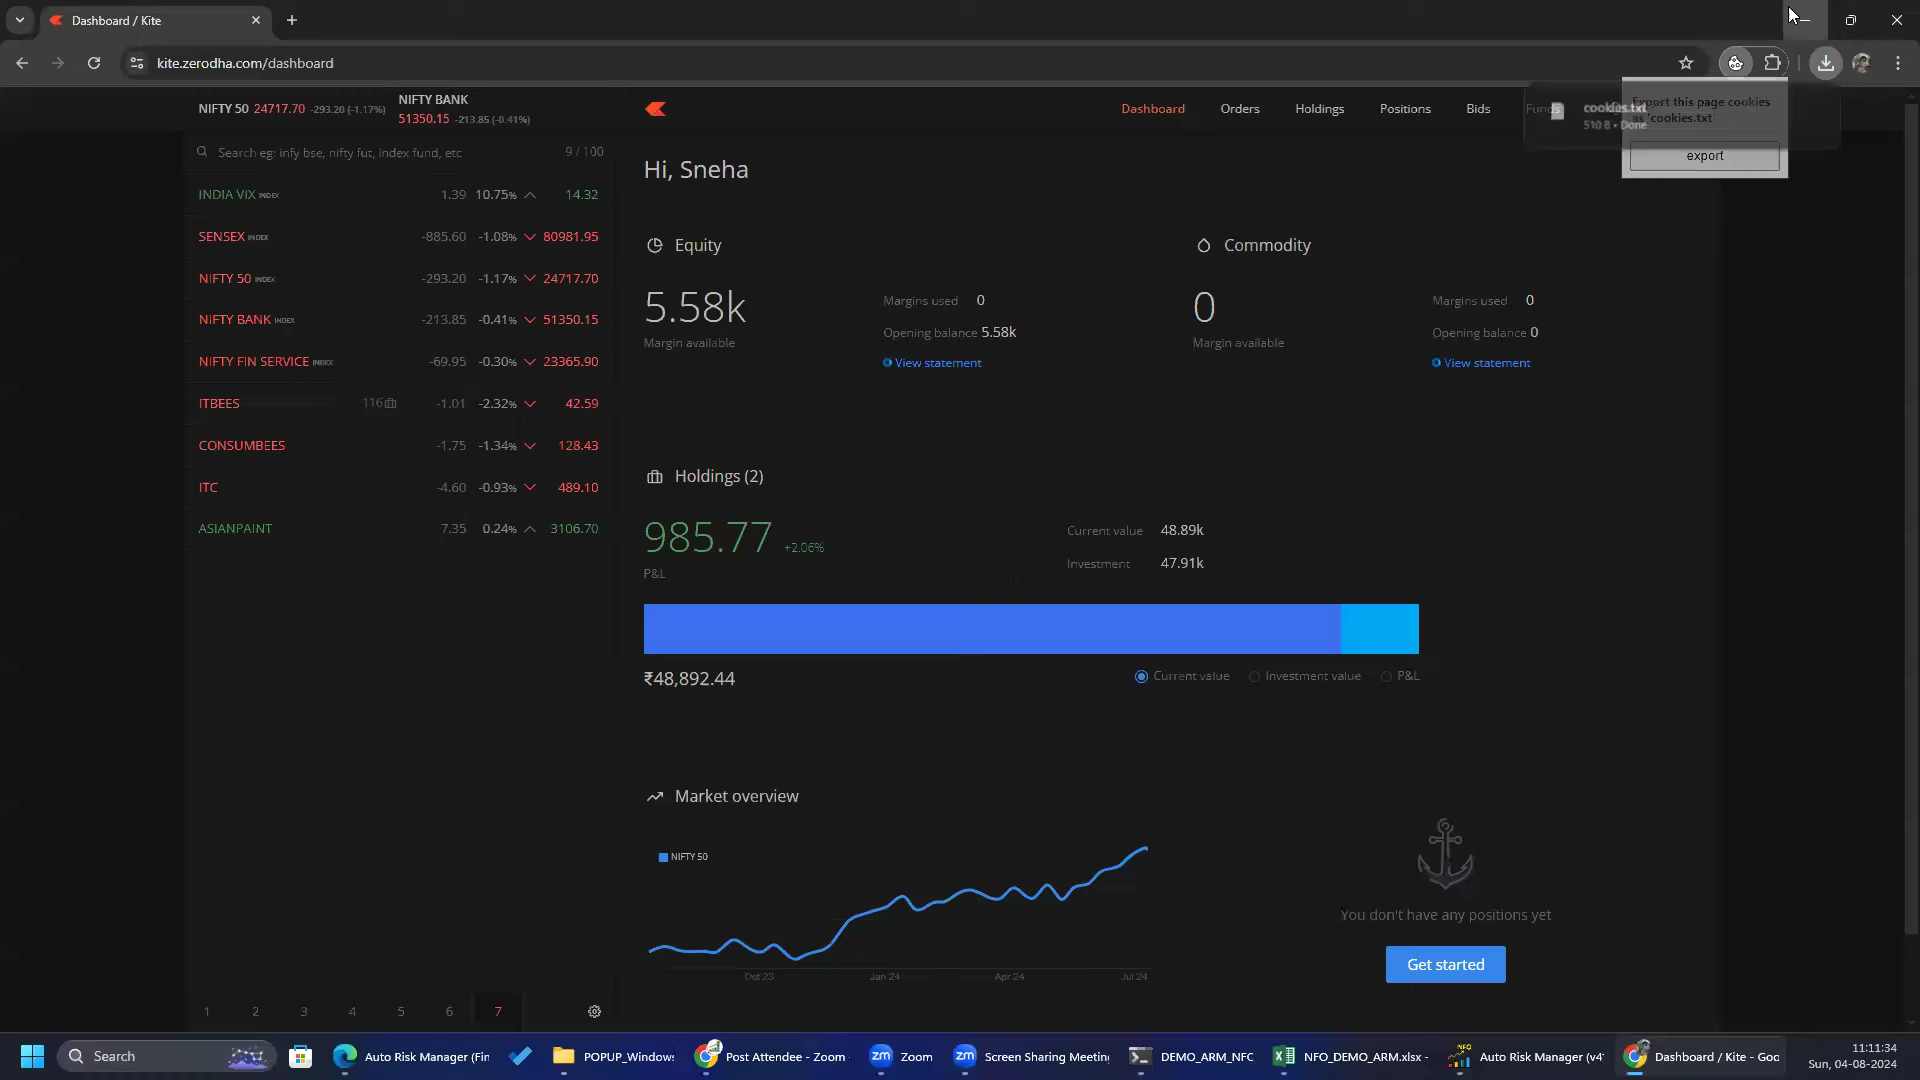 Dashboard / Kite
kite.zerodha.com/dashboard
NIFTY 50 24717.70 -293.20 (-1.17%)
NIFTY BANK
51350.15 -213.85 (-0.41%)
Dashboard
Orders
Holdings
Positions
Bids
cookies.txt
510 B • Done
Export this page cookies
as 'cookies.txt'
export
Search eg: infy bse, nifty fut, index fund, etc
9 / 100
INDIA VIX INDEX 1.39 10.75% 14.32
SENSEX INDEX -885.60 -1.08% 80981.95
NIFTY 50 INDEX -293.20 -1.17% 24717.70
NIFTY BANK INDEX -213.85 -0.41% 51350.15
NIFTY FIN SERVICE INDEX -69.95 -0.30% 23365.90
ITBEES 116 -1.01 -2.32% 42.59
CONSUMBEES -1.75 -1.34% 128.43
ITC -4.60 -0.93% 489.10
ASIANPAINT 7.35 0.24% 3106.70
1 2 3 4 5 6 7
Hi, Sneha
Equity
5.58k
Margin available
Margins used 0
Opening balance 5.58k
View statement
Commodity
0
Margin available
Margins used 0
Opening balance 0
View statement
Holdings (2)
985.77 +2.06%
P&L
Current value 48.89k
Investment 47.91k
₹48,892.44
Current value
Investment value
P&L
Market overview
NIFTY 50
Oct 23 Jan 24 Apr 24 Jul 24
You don't have any positions yet
Get started
Search
Auto Risk Manager (Fin
POPUP_Windows
Post Attendee - Zoom
Zoom
Screen Sharing Meeting
DEMO_ARM_NFC
NFO_DEMO_ARM.xlsx -
Auto Risk Manager (v4
Dashboard / Kite - Goo
11:11:34
Sun, 04-08-2024